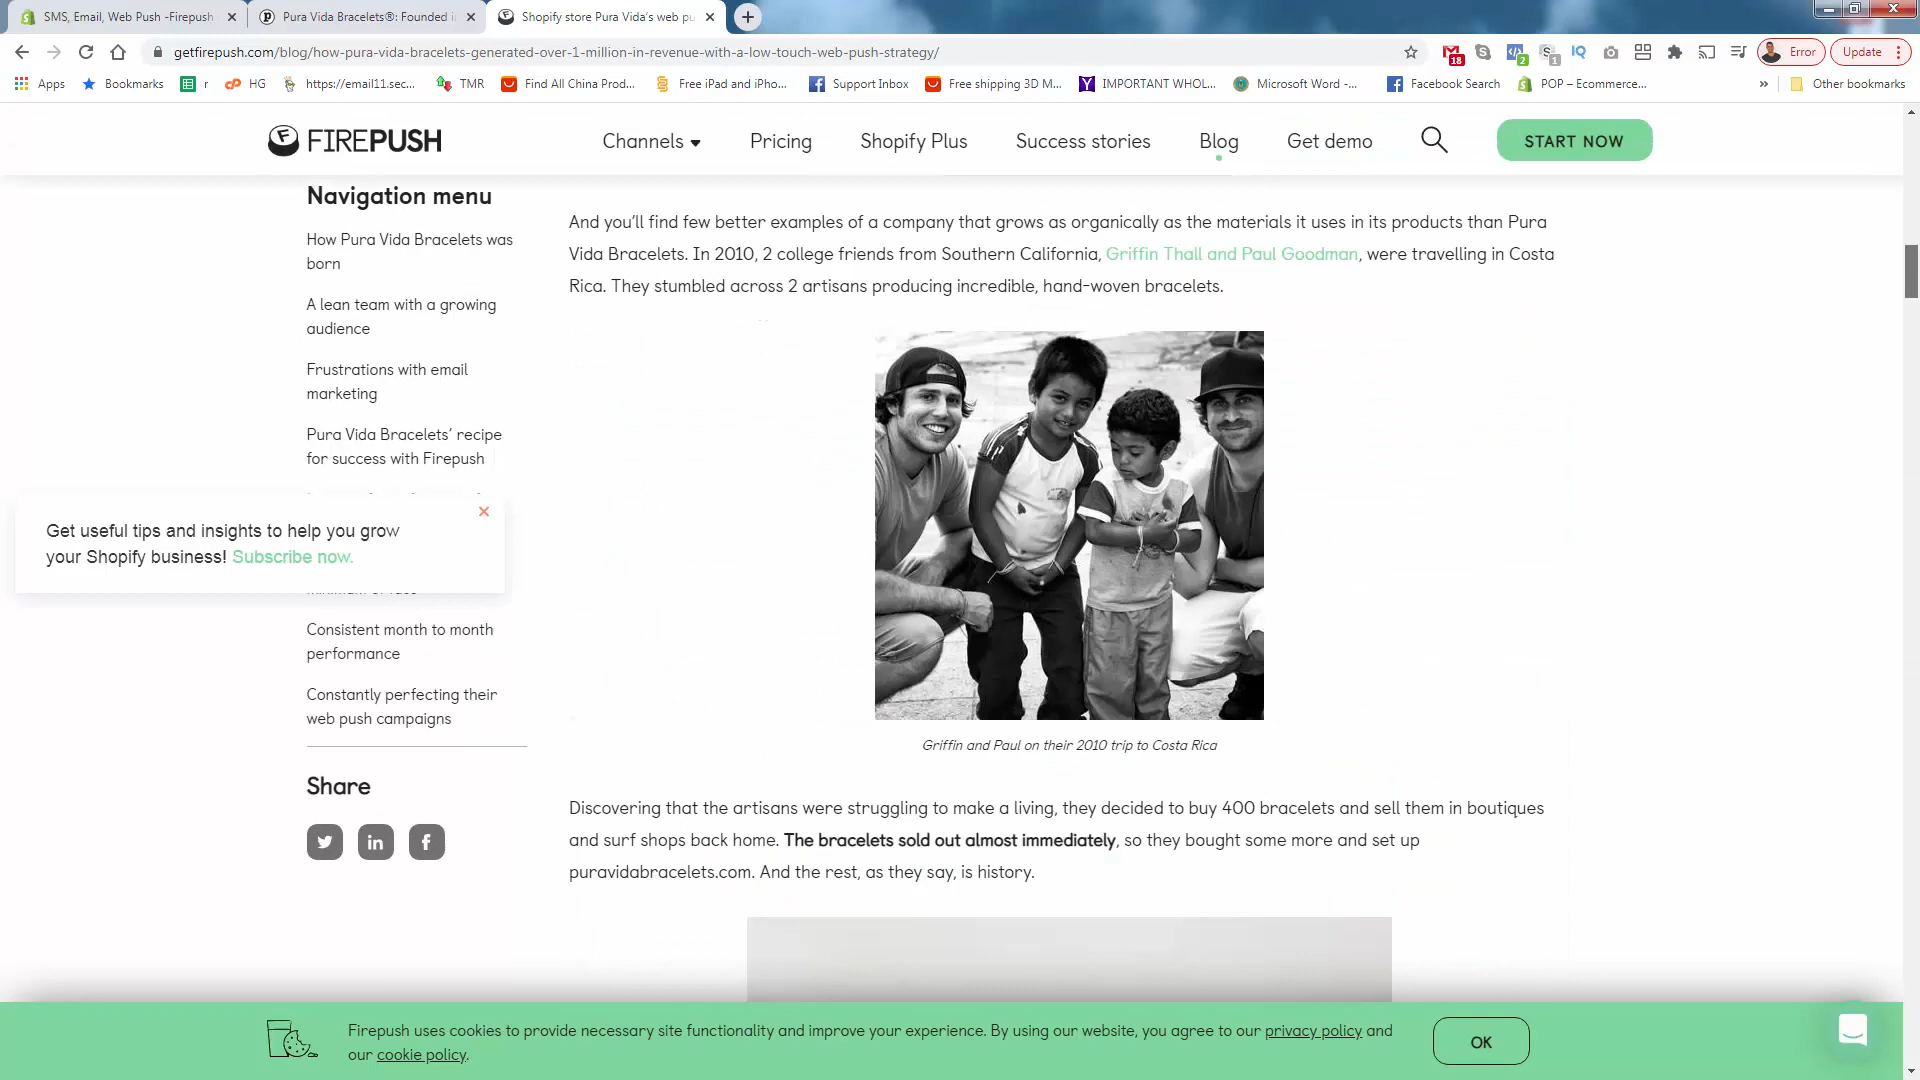 SMS, Email, Web Push -Firepush
Pura Vida Bracelets®: Founded i
Shopify store Pura Vida's web pu
getfirepush.com/blog/how-pura-vida-bracelets-generated-over-1-million-in-revenue-with-a-low-touch-web-push-strategy/
18
2
1
IQ
Error
Update
Apps
Bookmarks
r
HG
https://email11.sec...
TMR
Find All China Prod...
Free iPad and iPho...
Support Inbox
Free shipping 3D M...
IMPORTANT WHOL...
Microsoft Word -...
Facebook Search
POP – Ecommerce...
»
Other bookmarks
FIREPUSH
Channels
Pricing
Shopify Plus
Success stories
Blog
Get demo
START NOW
Navigation menu
How Pura Vida Bracelets was
born
A lean team with a growing
audience
Frustrations with email
marketing
Pura Vida Bracelets' recipe
for success with Firepush
Get useful tips and insights to help you grow
your Shopify business! Subscribe now.
Consistent month to month
performance
Constantly perfecting their
web push campaigns
Share
And you'll find few better examples of a company that grows as organically as the materials it uses in its products than Pura
Vida Bracelets. In 2010, 2 college friends from Southern California, Griffin Thall and Paul Goodman, were travelling in Costa
Rica. They stumbled across 2 artisans producing incredible, hand-woven bracelets.
Griffin and Paul on their 2010 trip to Costa Rica
Discovering that the artisans were struggling to make a living, they decided to buy 400 bracelets and sell them in boutiques
and surf shops back home. The bracelets sold out almost immediately, so they bought some more and set up
puravidabracelets.com. And the rest, as they say, is history.
Firepush uses cookies to provide necessary site functionality and improve your experience. By using our website, you agree to our privacy policy and
our cookie policy.
OK